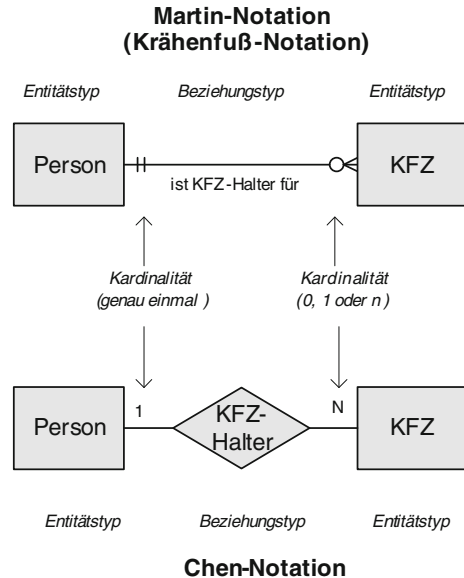 Martin-Notation
(Krähenfuß-Notation)
Entitätstyp Beziehungstyp Entitätstyp
Person KFZ
ist KFZ-Halter für
Kardinalität Kardinalität
(genau einmal ) (0, 1 oder n )
1 N
Person KFZ-
Halter KFZ
Entitätstyp Beziehungstyp Entitätstyp
Chen-Notation